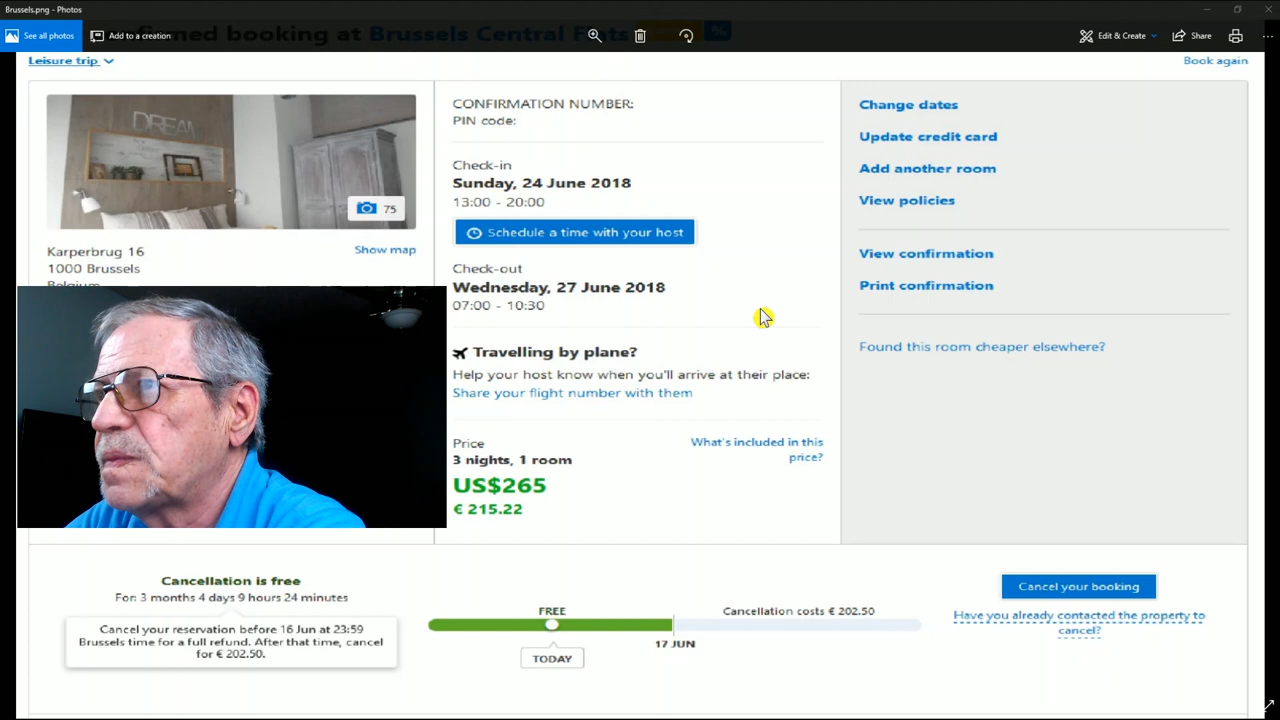 Brussels.png - Photos
See all photos
Add to a creation
Edit & Create
Share
firmed booking at Brussels Central Flats
Leisure trip
Book again
DREAM
75
Karperbrug 16
Show map
1000 Brussels
Belgium
CONFIRMATION NUMBER:
PIN code:
Check-in
Sunday, 24 June 2018
13:00 - 20:00
Schedule a time with your host
Check-out
Wednesday, 27 June 2018
07:00 - 10:30
Travelling by plane?
Help your host know when you'll arrive at their place:
Share your flight number with them
Price
3 nights, 1 room
US$265
€ 215.22
What's included in this
price?
Change dates
Update credit card
Add another room
View policies
View confirmation
Print confirmation
Found this room cheaper elsewhere?
Cancellation is free
For: 3 months 4 days 9 hours 24 minutes
Cancel your reservation before 16 Jun at 23:59
Brussels time for a full refund. After that time, cancel
for € 202.50.
FREE
Cancellation costs € 202.50
17 JUN
TODAY
Cancel your booking
Have you already contacted the property to
cancel?